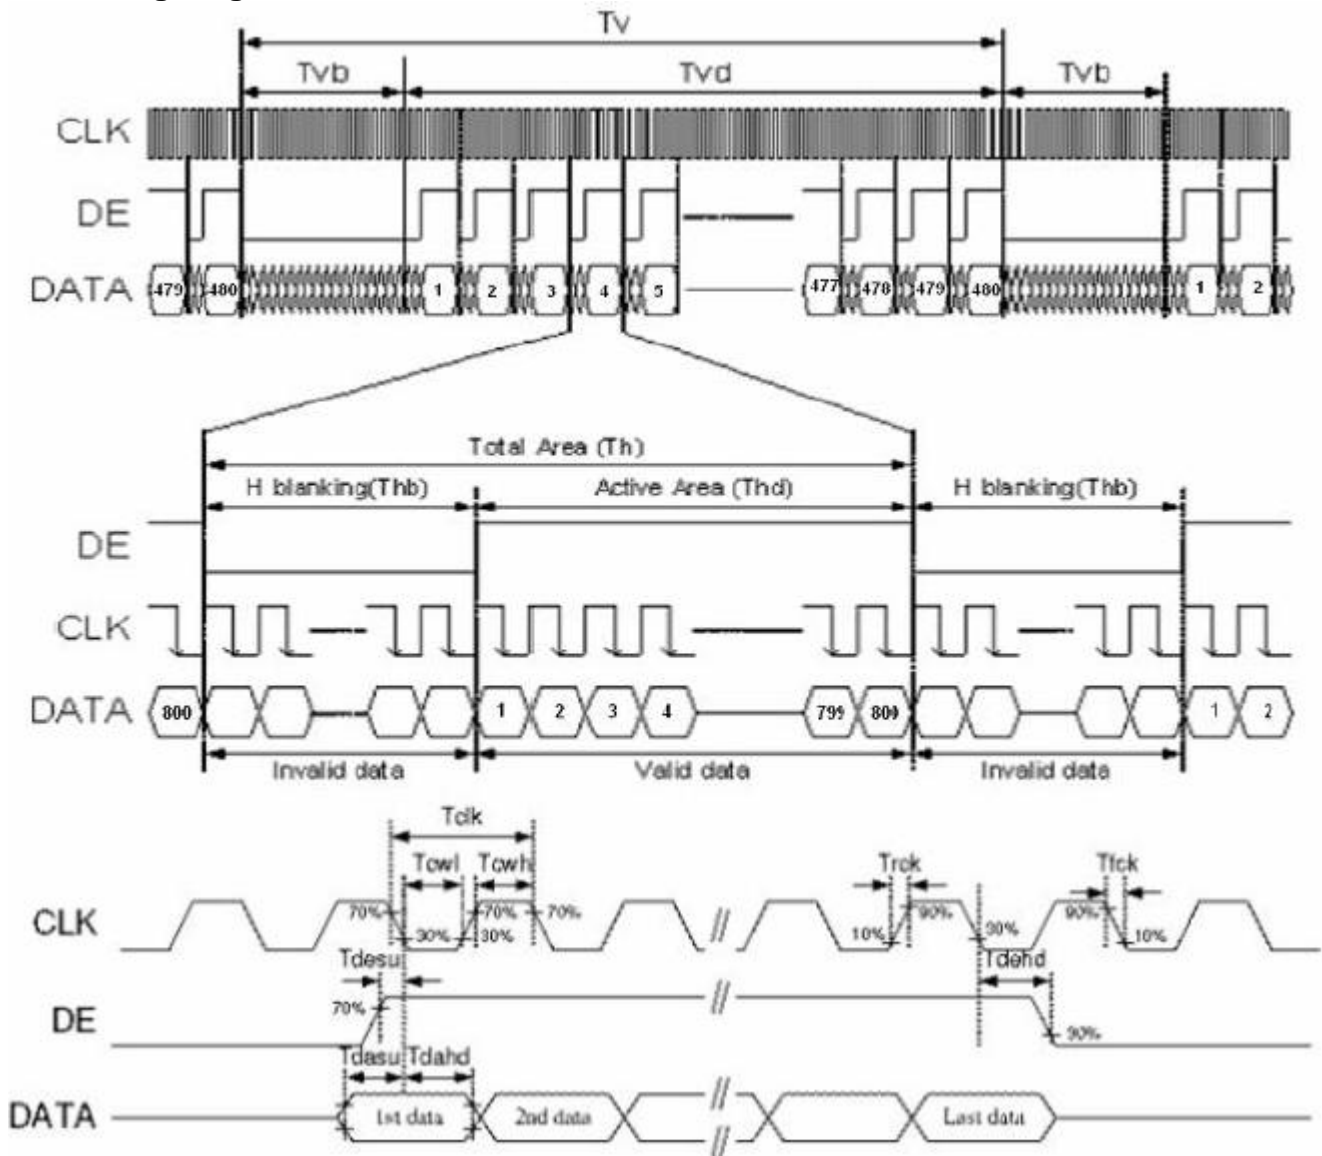 Tv
Tvb Tvd Tvb
CLK
DE
DATA 479 480 1 2 3 4 5 477 478 479 480 1 2
Total Area (Th)
H blanking(Thb) Active Area (Thd) H blanking(Thb)
DE
CLK
DATA 800 1 2 3 4 799 800 1 2
Invalid data Valid data Invalid data
Tclk
Tcwl Tcwh Trck Tfck
CLK 70% 70% 70% 90% 90%
30% 30% 10% 30% 10%
Tdesu Tdehd
70%
DE 30%
Tdasu Tdahd
DATA 1st data 2nd data Last data